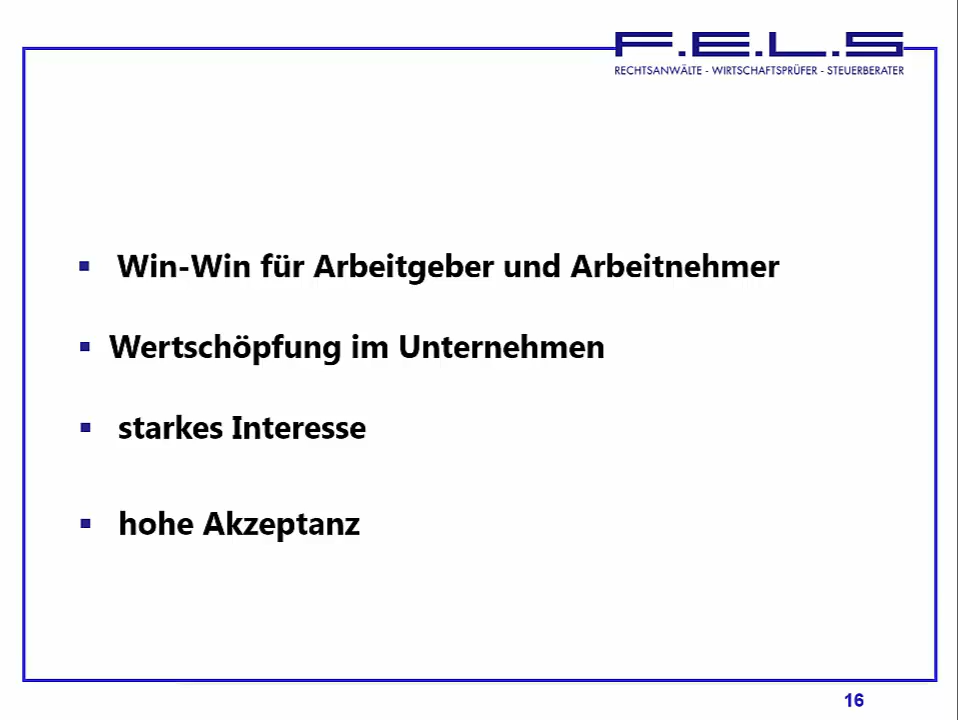 F.E.L.S
RECHTSANWÄLTE - WIRTSCHAFTSPRÜFER - STEUERBERATER
▪ Win-Win für Arbeitgeber und Arbeitnehmer
▪ Wertschöpfung im Unternehmen
▪ starkes Interesse
▪ hohe Akzeptanz
16